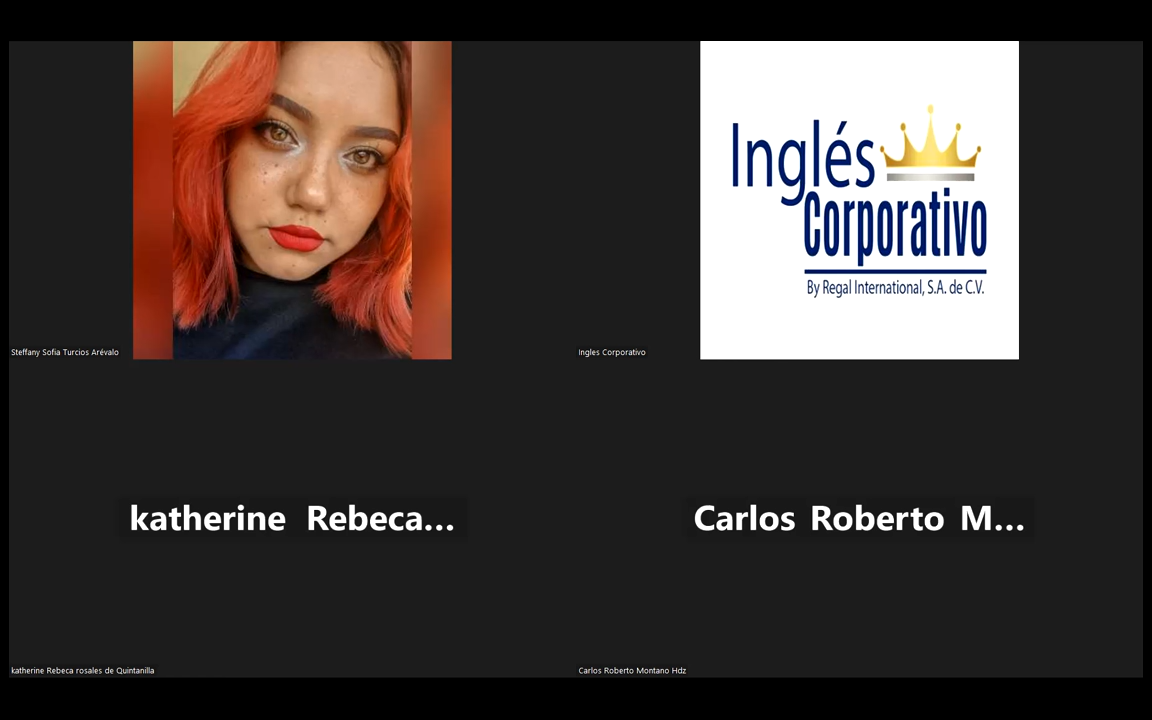 Inglés
Corporativo
By Regal International, S.A. de C.V.
Steffany Sofia Turcios Arévalo
Ingles Corporativo
katherine Rebeca...
Carlos Roberto M...
katherine Rebeca rosales de Quintanilla
Carlos Roberto Montano Hdz